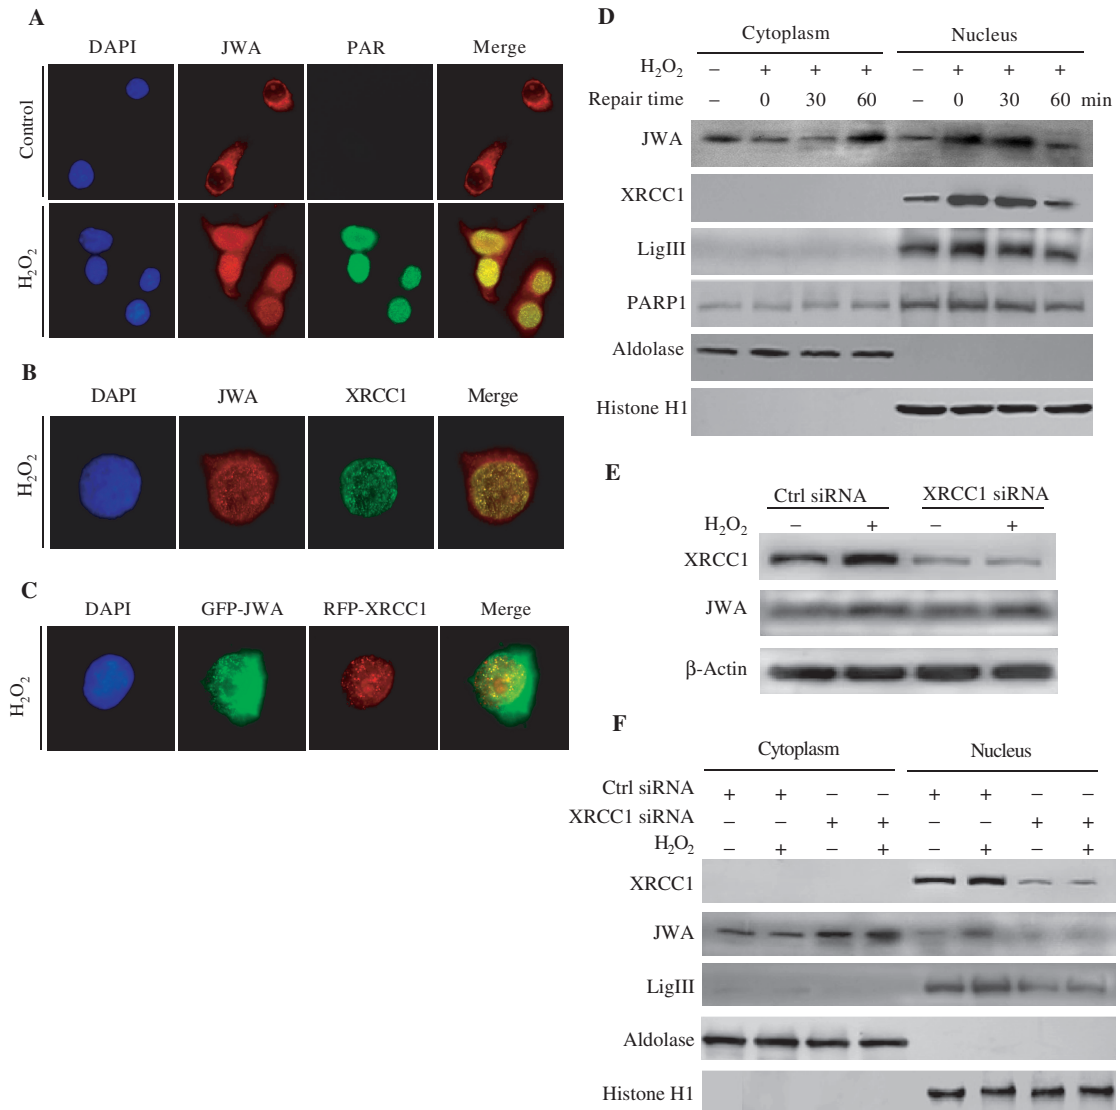 A
DAPI JWA PAR Merge
Control
H2O2
B
DAPI JWA XRCC1 Merge
H2O2
C
DAPI GFP-JWA RFP-XRCC1 Merge
H2O2
D
Cytoplasm Nucleus
H2O2 – + + + – + + +
Repair time – 0 30 60 – 0 30 60 min
JWA
XRCC1
LigIII
PARP1
Aldolase
Histone H1
E
Ctrl siRNA XRCC1 siRNA
H2O2 – + – +
XRCC1
JWA
β-Actin
F
Cytoplasm Nucleus
Ctrl siRNA + + – – + + – –
XRCC1 siRNA – – + + – – + +
H2O2 – + – + – + – +
XRCC1
JWA
LigIII
Aldolase
Histone H1